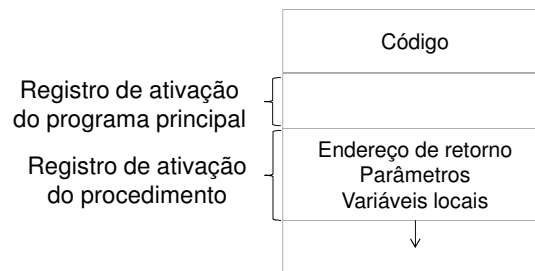 Código
Registro de ativação
do programa principal
Registro de ativação
do procedimento
Endereço de retorno
Parâmetros
Variáveis locais